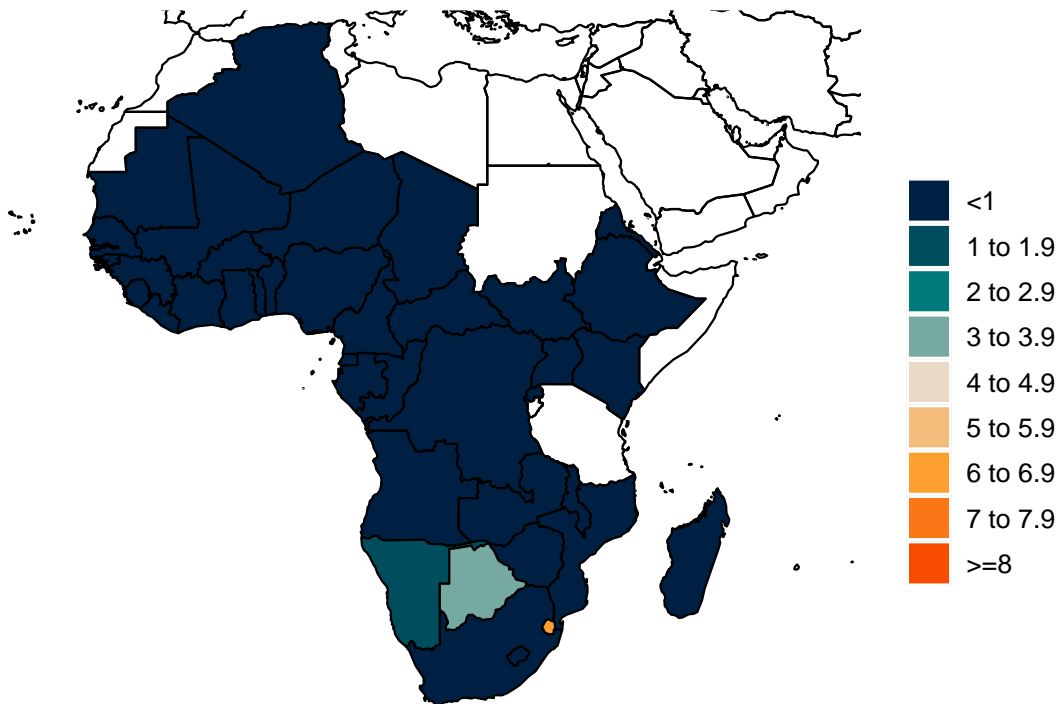 <1
1 to 1.9
2 to 2.9
3 to 3.9
4 to 4.9
5 to 5.9
6 to 6.9
7 to 7.9
>=8